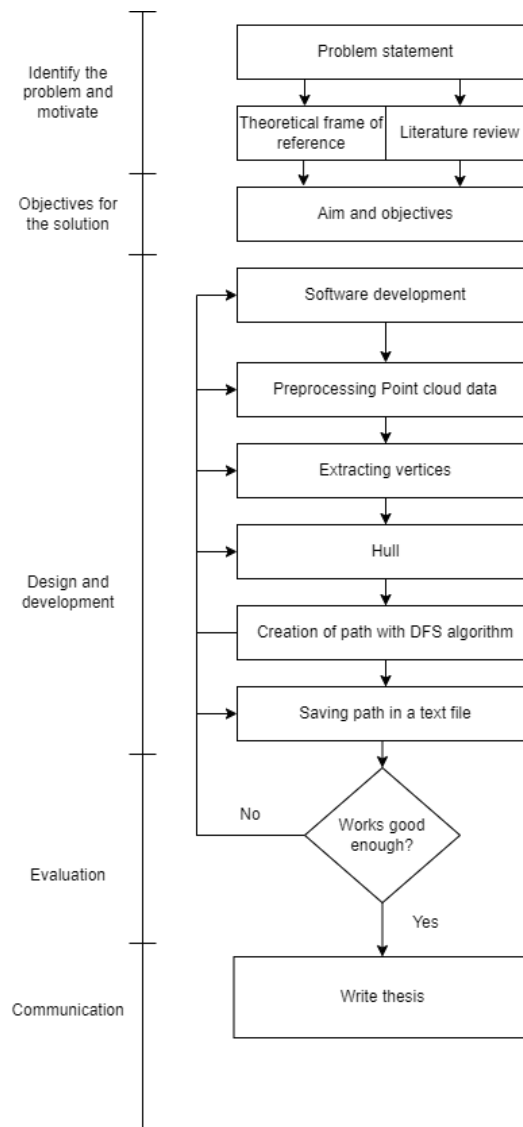 Identify the
problem and
motivate
Problem statement
Theoretical frame of
reference
Literature review
Objectives for
the solution
Aim and objectives
Design and
development
Software development
Preprocessing Point cloud data
Extracting vertices
Hull
Creation of path with DFS algorithm
Saving path in a text file
Evaluation
Works good
enough?
No
Yes
Communication
Write thesis